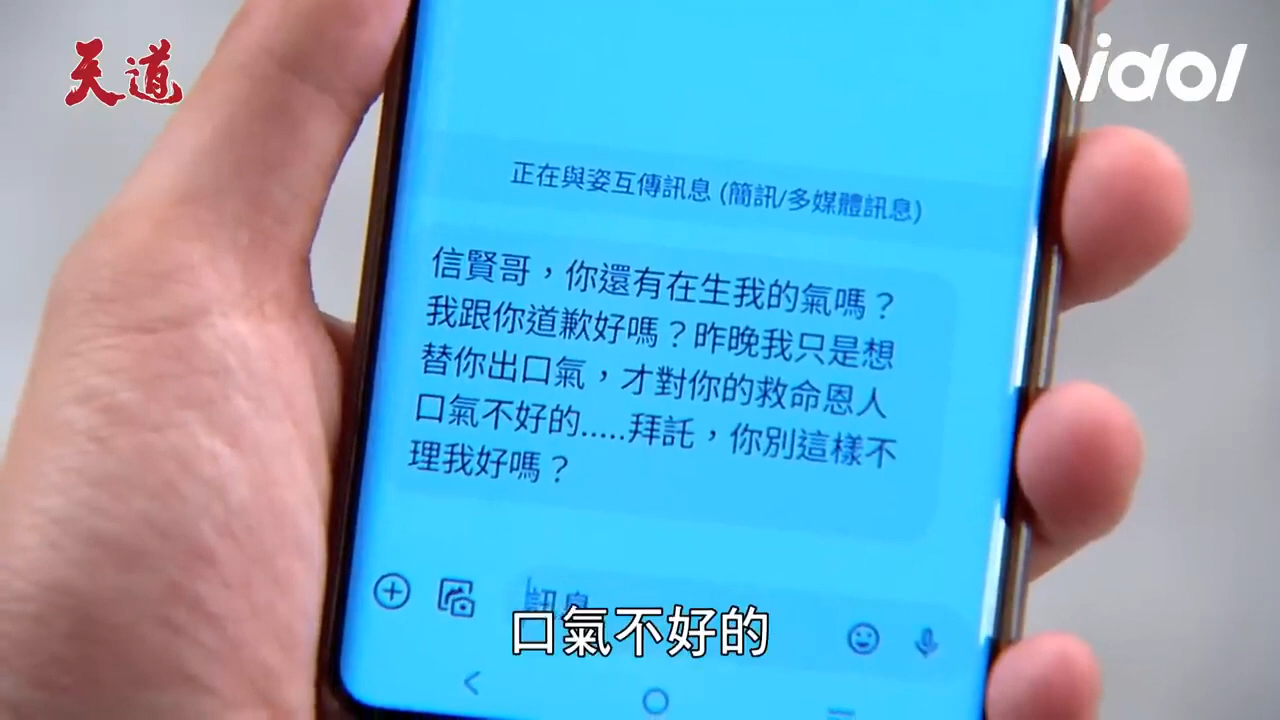 天道
Vidol
正在與姿互傳訊息 (簡訊/多媒體訊息)
信賢哥，你還有在生我的氣嗎？
我跟你道歉好嗎？昨晚我只是想
替你出口氣，才對你的救命恩人
口氣不好的.....拜託，你別這樣不
理我好嗎？
訊息
口氣不好的